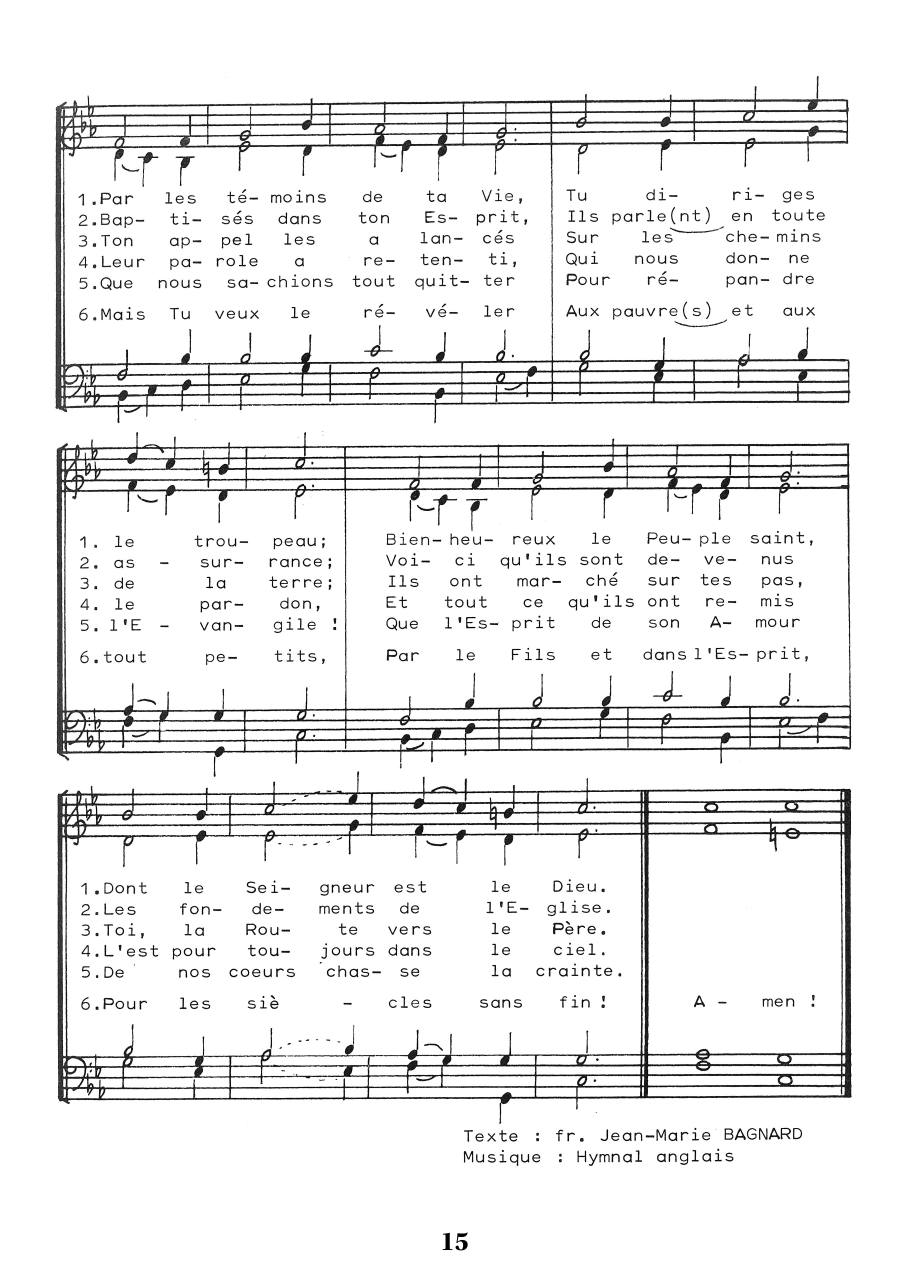 1.Par les té- moins de ta Vie, Tu di- ri- ges
2.Bap- ti- sés dans ton Es- prit, Ils parle(nt) en toute
3.Ton ap- pel les a lan- cés Sur les che- mins
4.Leur pa- role a re- ten- ti, Qui nous don- ne
5.Que nous sa- chions tout quit- ter Pour ré- pan- dre
6.Mais Tu veux le ré- vé- ler Aux pauvre(s) et aux
1. le trou- peau; Bien- heu- reux le Peu- ple saint,
2. as - sur- rance; Voi- ci qu'ils sont de- ve- nus
3. de la terre; Ils ont mar- ché sur tes pas,
4. le par- don, Et tout ce qu'ils ont re- mis
5. l'E - van- gile ! Que l'Es- prit de son A- mour
6.tout pe- tits, Par le Fils et dans l'Es- prit,
1.Dont le Sei- gneur est le Dieu.
2.Les fon- de- ments de l'E- glise.
3.Toi, la Rou- te vers le Père.
4.L'est pour tou- jours dans le ciel.
5.De nos coeurs chas- se la crainte.
6.Pour les siè - cles sans fin ! A - men !
Texte : fr. Jean-Marie BAGNARD
Musique : Hymnal anglais
15